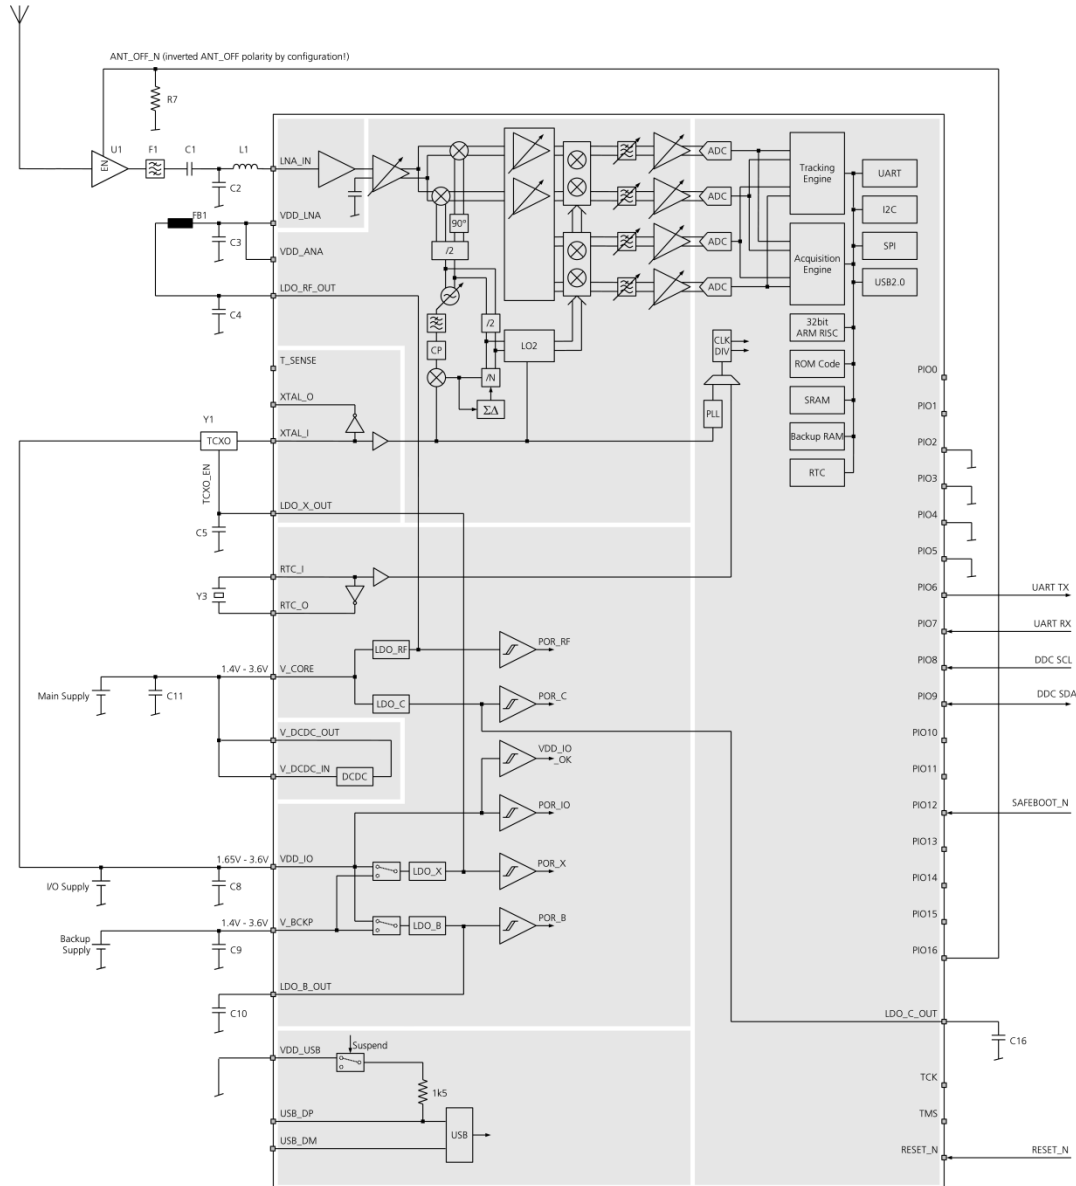 ANT_OFF_N (inverted ANT_OFF polarity by configuration!)
R7
U1
F1
C1
L1
EN
LNA_IN
C2
FB1
VDD_LNA
C3
VDD_ANA
LDO_RF_OUT
C4
90°
/2
/2
CP
/N
ΣΔ
LO2
ADC
ADC
ADC
ADC
Tracking
Engine
Acquisition
Engine
UART
I2C
SPI
USB2.0
32bit
ARM RISC
ROM Code
SRAM
Backup RAM
RTC
CLK
DIV
PLL
T_SENSE
XTAL_O
Y1
TCXO
XTAL_I
TCXO_EN
LDO_X_OUT
C5
RTC_I
Y3
RTC_O
LDO_RF
POR_RF
1.4V - 3.6V
V_CORE
Main Supply
C11
LDO_C
POR_C
V_DCDC_OUT
V_DCDC_IN
DCDC
VDD_IO
_OK
POR_IO
1.65V - 3.6V
VDD_IO
I/O Supply
C8
LDO_X
POR_X
1.4V - 3.6V
V_BCKP
Backup
Supply
C9
LDO_B
POR_B
LDO_B_OUT
C10
VDD_USB
Suspend
1k5
USB_DP
USB
USB_DM
PIO0
PIO1
PIO2
PIO3
PIO4
PIO5
PIO6
UART TX
PIO7
UART RX
PIO8
DDC SCL
PIO9
DDC SDA
PIO10
PIO11
PIO12
SAFEBOOT_N
PIO13
PIO14
PIO15
PIO16
LDO_C_OUT
C16
TCK
TMS
RESET_N
RESET_N